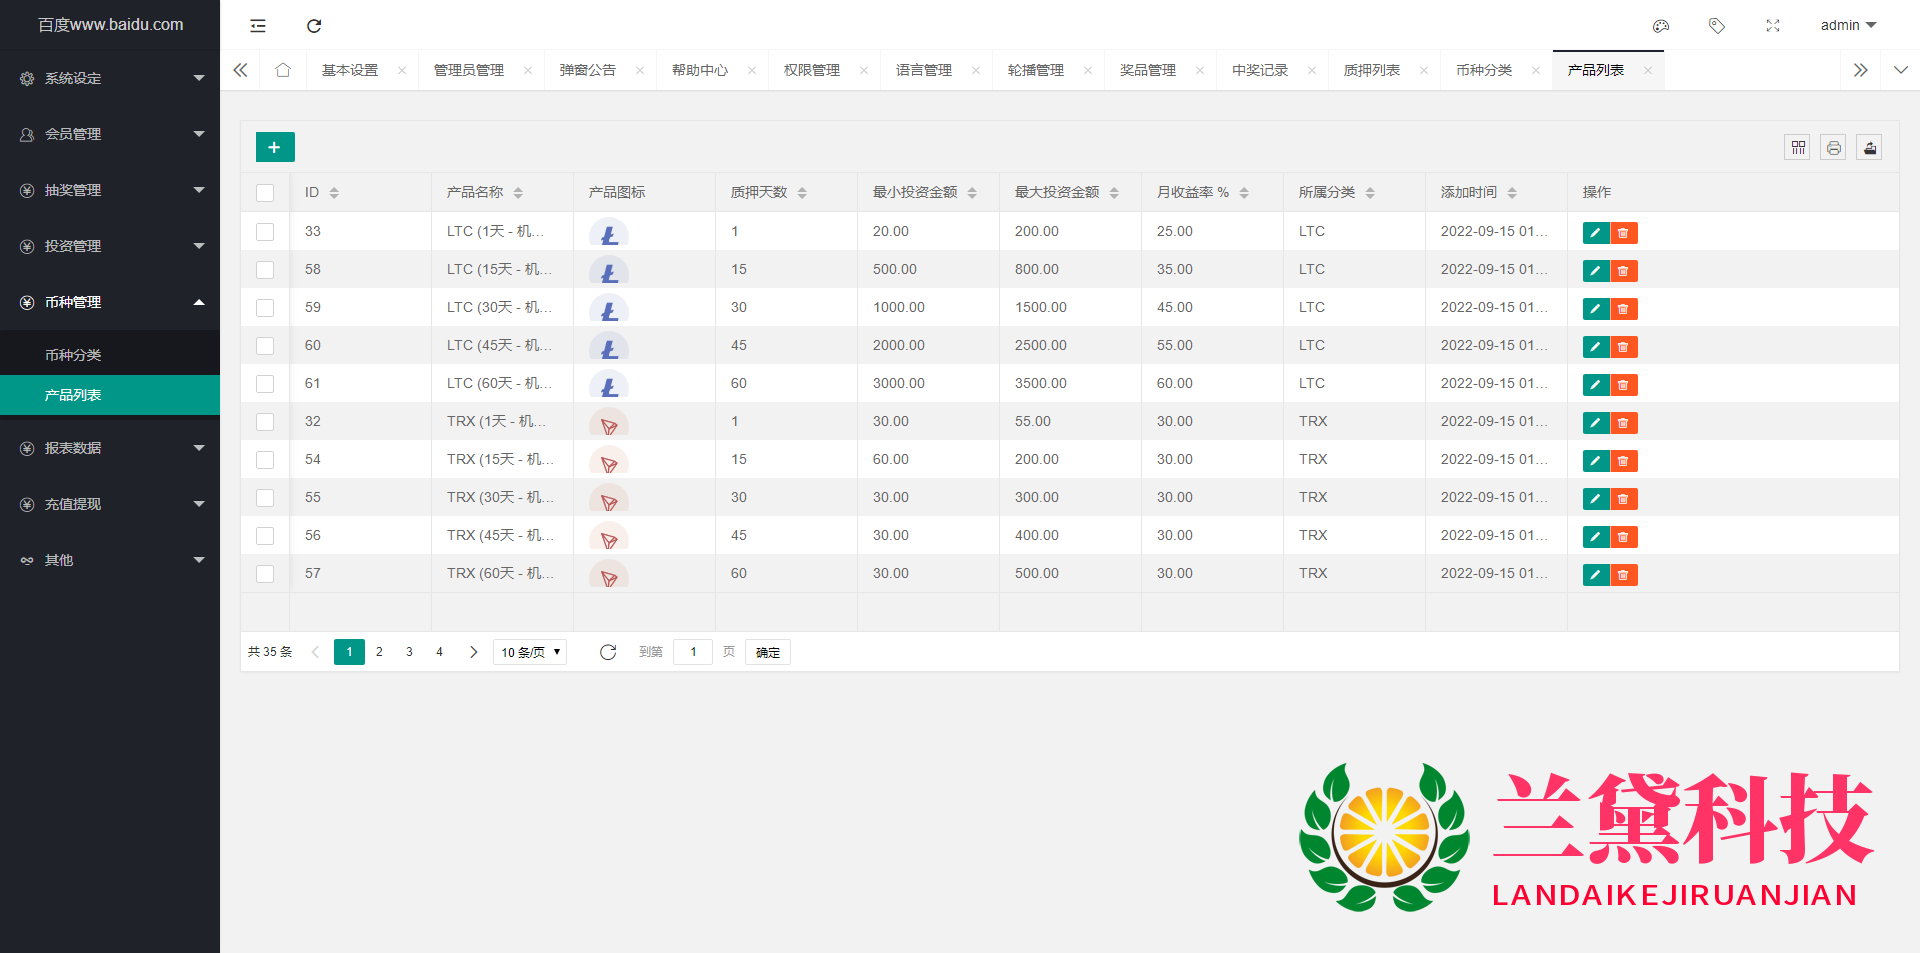 百度www.baidu.com
admin
系统设定
会员管理
抽奖管理
投资管理
币种管理
币种分类
产品列表
报表数据
充值提现
其他
基本设置 管理员管理 弹窗公告 帮助中心 权限管理 语言管理 轮播管理 奖品管理 中奖记录 质押列表 币种分类 产品列表
ID 产品名称 产品图标 质押天数 最小投资金额 最大投资金额 月收益率 % 所属分类 添加时间 操作
33 LTC (1天 - 机... 1 20.00 200.00 25.00 LTC 2022-09-15 01...
58 LTC (15天 - 机... 15 500.00 800.00 35.00 LTC 2022-09-15 01...
59 LTC (30天 - 机... 30 1000.00 1500.00 45.00 LTC 2022-09-15 01...
60 LTC (45天 - 机... 45 2000.00 2500.00 55.00 LTC 2022-09-15 01...
61 LTC (60天 - 机... 60 3000.00 3500.00 60.00 LTC 2022-09-15 01...
32 TRX (1天 - 机... 1 30.00 55.00 30.00 TRX 2022-09-15 01...
54 TRX (15天 - 机... 15 60.00 200.00 30.00 TRX 2022-09-15 01...
55 TRX (30天 - 机... 30 30.00 300.00 30.00 TRX 2022-09-15 01...
56 TRX (45天 - 机... 45 30.00 400.00 30.00 TRX 2022-09-15 01...
57 TRX (60天 - 机... 60 30.00 500.00 30.00 TRX 2022-09-15 01...
共 35 条 1 2 3 4 10 条/页 到第 1 页 确定
兰黛科技
LANDAIKEJIRUANJIAN